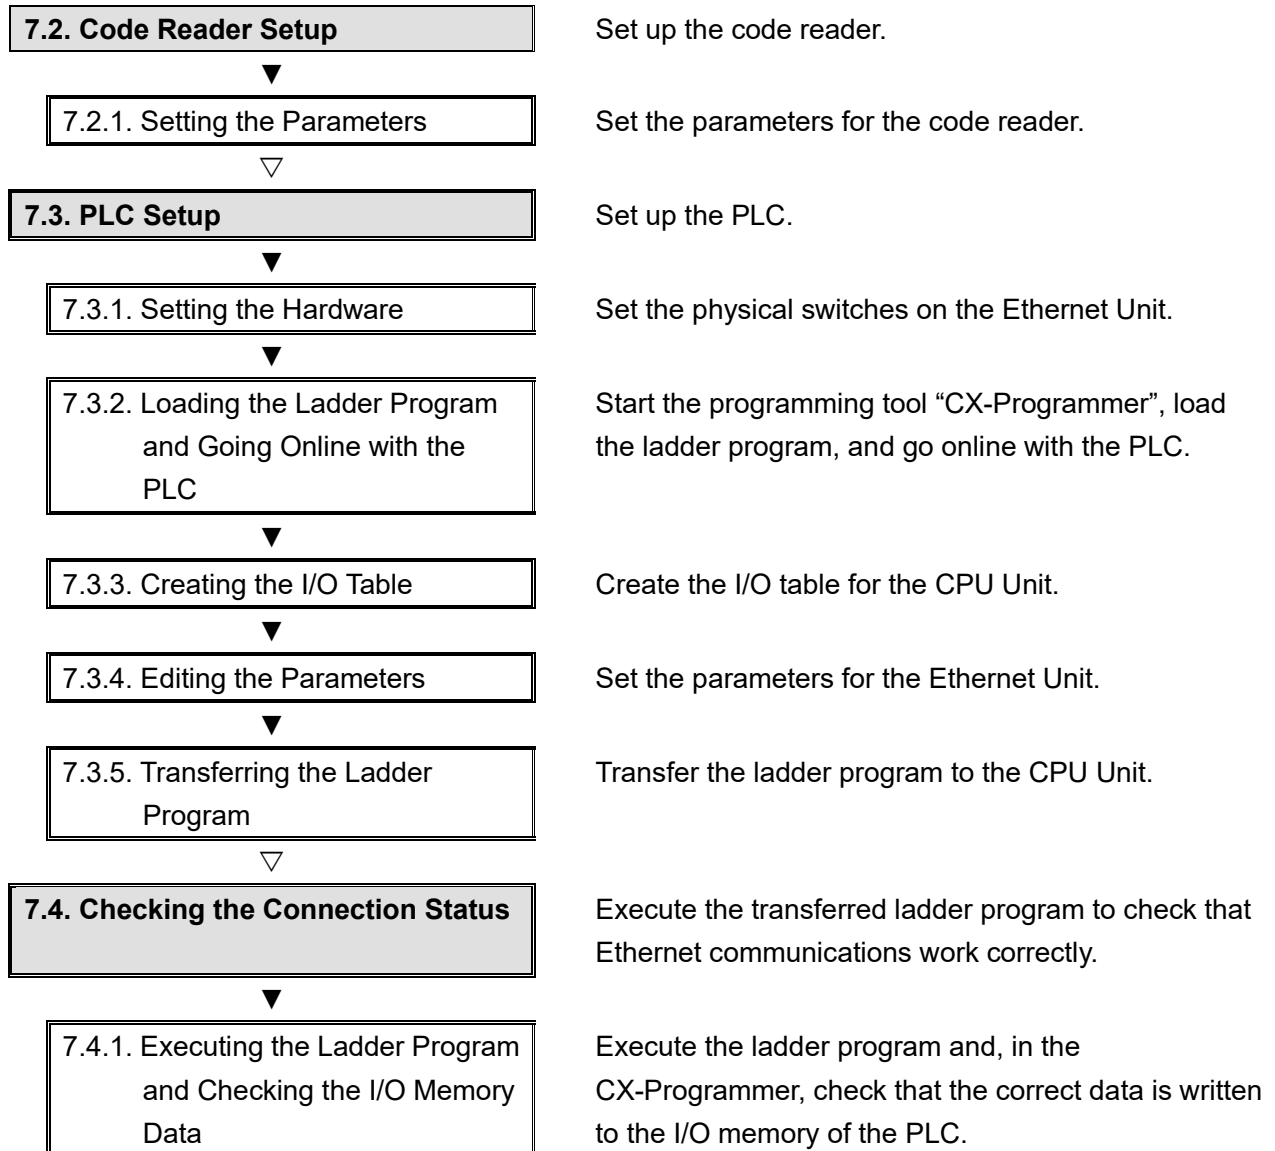 7.2. Code Reader Setup
Set up the code reader.
▼
7.2.1. Setting the Parameters
Set the parameters for the code reader.
▽
7.3. PLC Setup
Set up the PLC.
▼
7.3.1. Setting the Hardware
Set the physical switches on the Ethernet Unit.
▼
7.3.2. Loading the Ladder Program
and Going Online with the
PLC
Start the programming tool “CX-Programmer”, load
the ladder program, and go online with the PLC.
▼
7.3.3. Creating the I/O Table
Create the I/O table for the CPU Unit.
▼
7.3.4. Editing the Parameters
Set the parameters for the Ethernet Unit.
▼
7.3.5. Transferring the Ladder
Program
Transfer the ladder program to the CPU Unit.
▽
7.4. Checking the Connection Status
Execute the transferred ladder program to check that
Ethernet communications work correctly.
▼
7.4.1. Executing the Ladder Program
and Checking the I/O Memory
Data
Execute the ladder program and, in the
CX-Programmer, check that the correct data is written
to the I/O memory of the PLC.